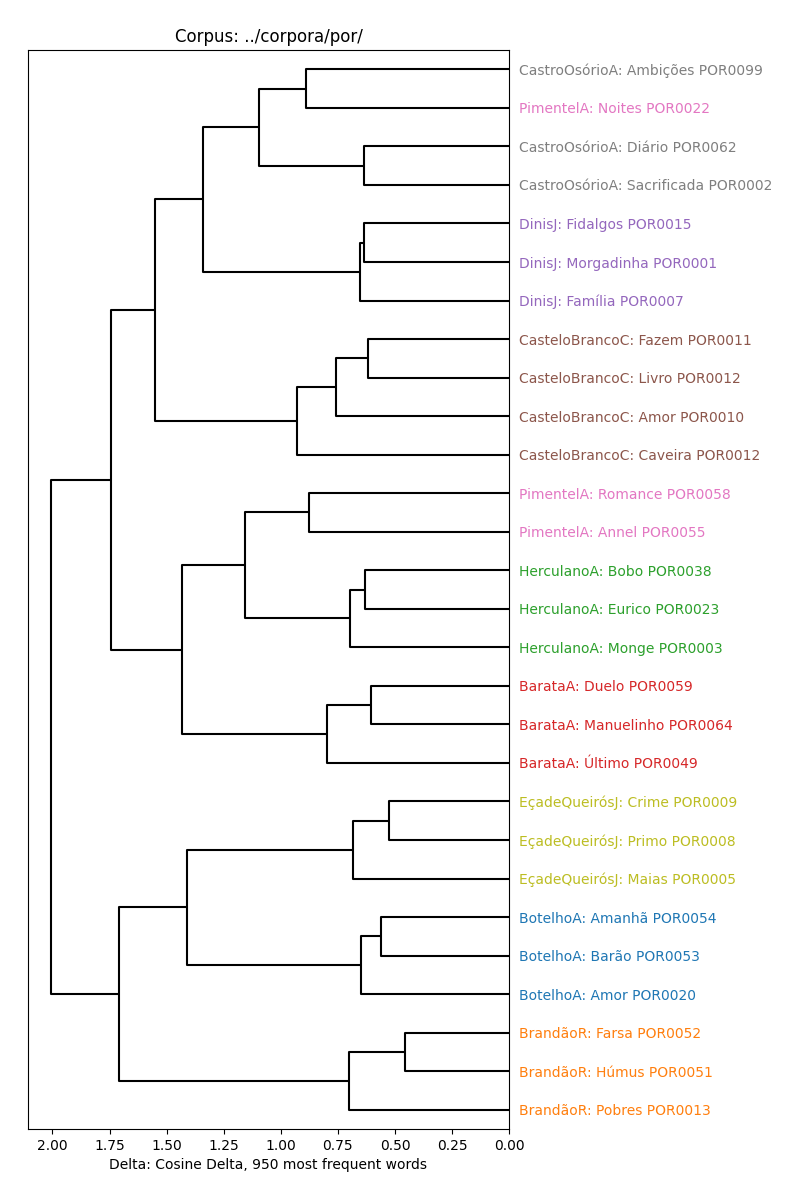 Corpus: ../corpora/por/
CastroOsórioA: Ambições POR0099
PimentelA: Noites POR0022
CastroOsórioA: Diário POR0062
CastroOsórioA: Sacrificada POR0002
DinisJ: Fidalgos POR0015
DinisJ: Morgadinha POR0001
DinisJ: Família POR0007
CasteloBrancoC: Fazem POR0011
CasteloBrancoC: Livro POR0012
CasteloBrancoC: Amor POR0010
CasteloBrancoC: Caveira POR0012
PimentelA: Romance POR0058
PimentelA: Annel POR0055
HerculanoA: Bobo POR0038
HerculanoA: Eurico POR0023
HerculanoA: Monge POR0003
BarataA: Duelo POR0059
BarataA: Manuelinho POR0064
BarataA: Último POR0049
EçadeQueirósJ: Crime POR0009
EçadeQueirósJ: Primo POR0008
EçadeQueirósJ: Maias POR0005
BotelhoA: Amanhã POR0054
BotelhoA: Barão POR0053
BotelhoA: Amor POR0020
BrandãoR: Farsa POR0052
BrandãoR: Húmus POR0051
BrandãoR: Pobres POR0013
2.00 1.75 1.50 1.25 1.00 0.75 0.50 0.25 0.00
Delta: Cosine Delta, 950 most frequent words